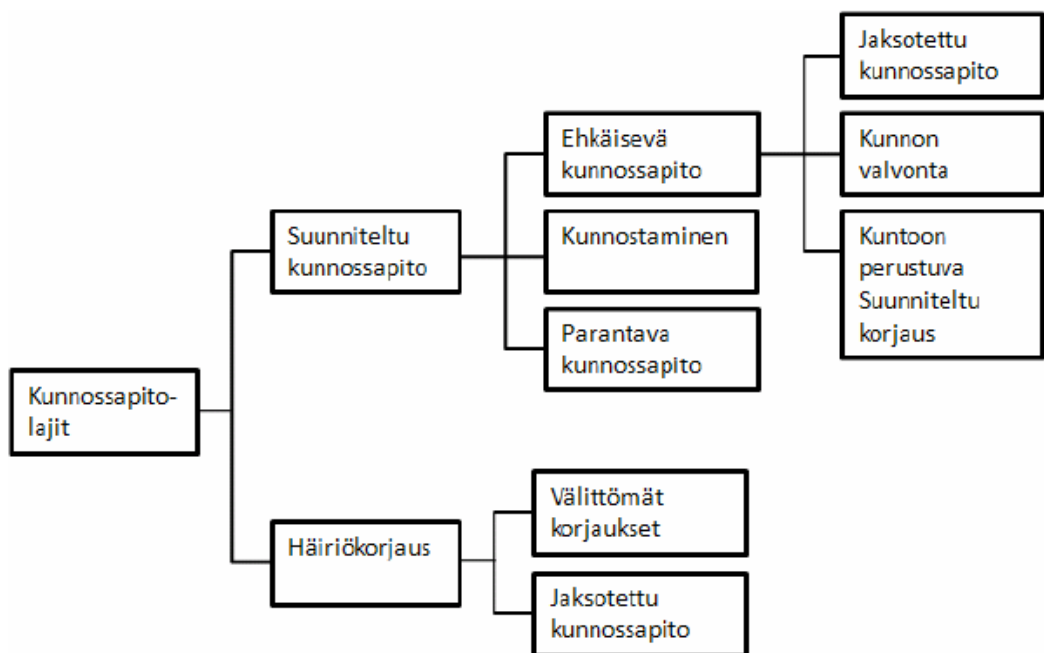 Kunnossapito-
lajit
Suunniteltu
kunnossapito
Ehkäisevä
kunnossapito
Jaksotettu
kunnossapito
Kunnon
valvonta
Kuntoon
perustuva
Suunniteltu
korjaus
Kunnostaminen
Parantava
kunnossapito
Häiriökorjaus
Välittömät
korjaukset
Jaksotettu
kunnossapito